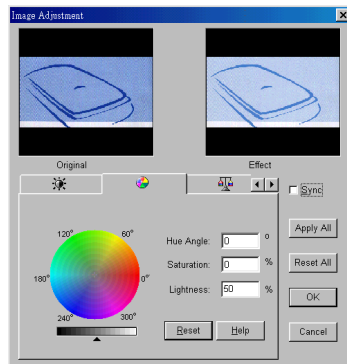 Image Adjustment
Original
Effect
Sync
120°
60°
180°
0°
240°
300°
Hue Angle: 0 °
Saturation: 0 %
Lightness: 50 %
Reset
Help
Apply All
Reset All
OK
Cancel